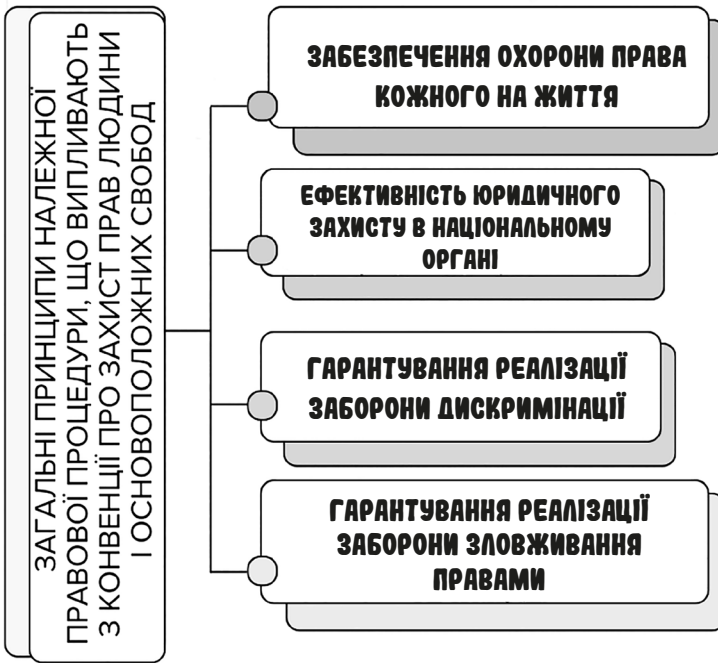 ЗАГАЛЬНІ ПРИНЦИПИ НАЛЕЖНОЇ
ПРАВОВОЇ ПРОЦЕДУРИ, ЩО ВИПЛИВАЮТЬ
З КОНВЕНЦІЇ ПРО ЗАХИСТ ПРАВ ЛЮДИНИ
І ОСНОВОПОЛОЖНИХ СВОБОД
ЗАБЕЗПЕЧЕННЯ ОХОРОНИ ПРАВА
КОЖНОГО НА ЖИТТЯ
ЕФЕКТИВНІСТЬ ЮРИДИЧНОГО
ЗАХИСТУ В НАЦІОНАЛЬНОМУ
ОРГАНІ
ГАРАНТУВАННЯ РЕАЛІЗАЦІЇ
ЗАБОРОНИ ДИСКРИМІНАЦІЇ
ГАРАНТУВАННЯ РЕАЛІЗАЦІЇ
ЗАБОРОНИ ЗЛОВЖИВАННЯ
ПРАВАМИ